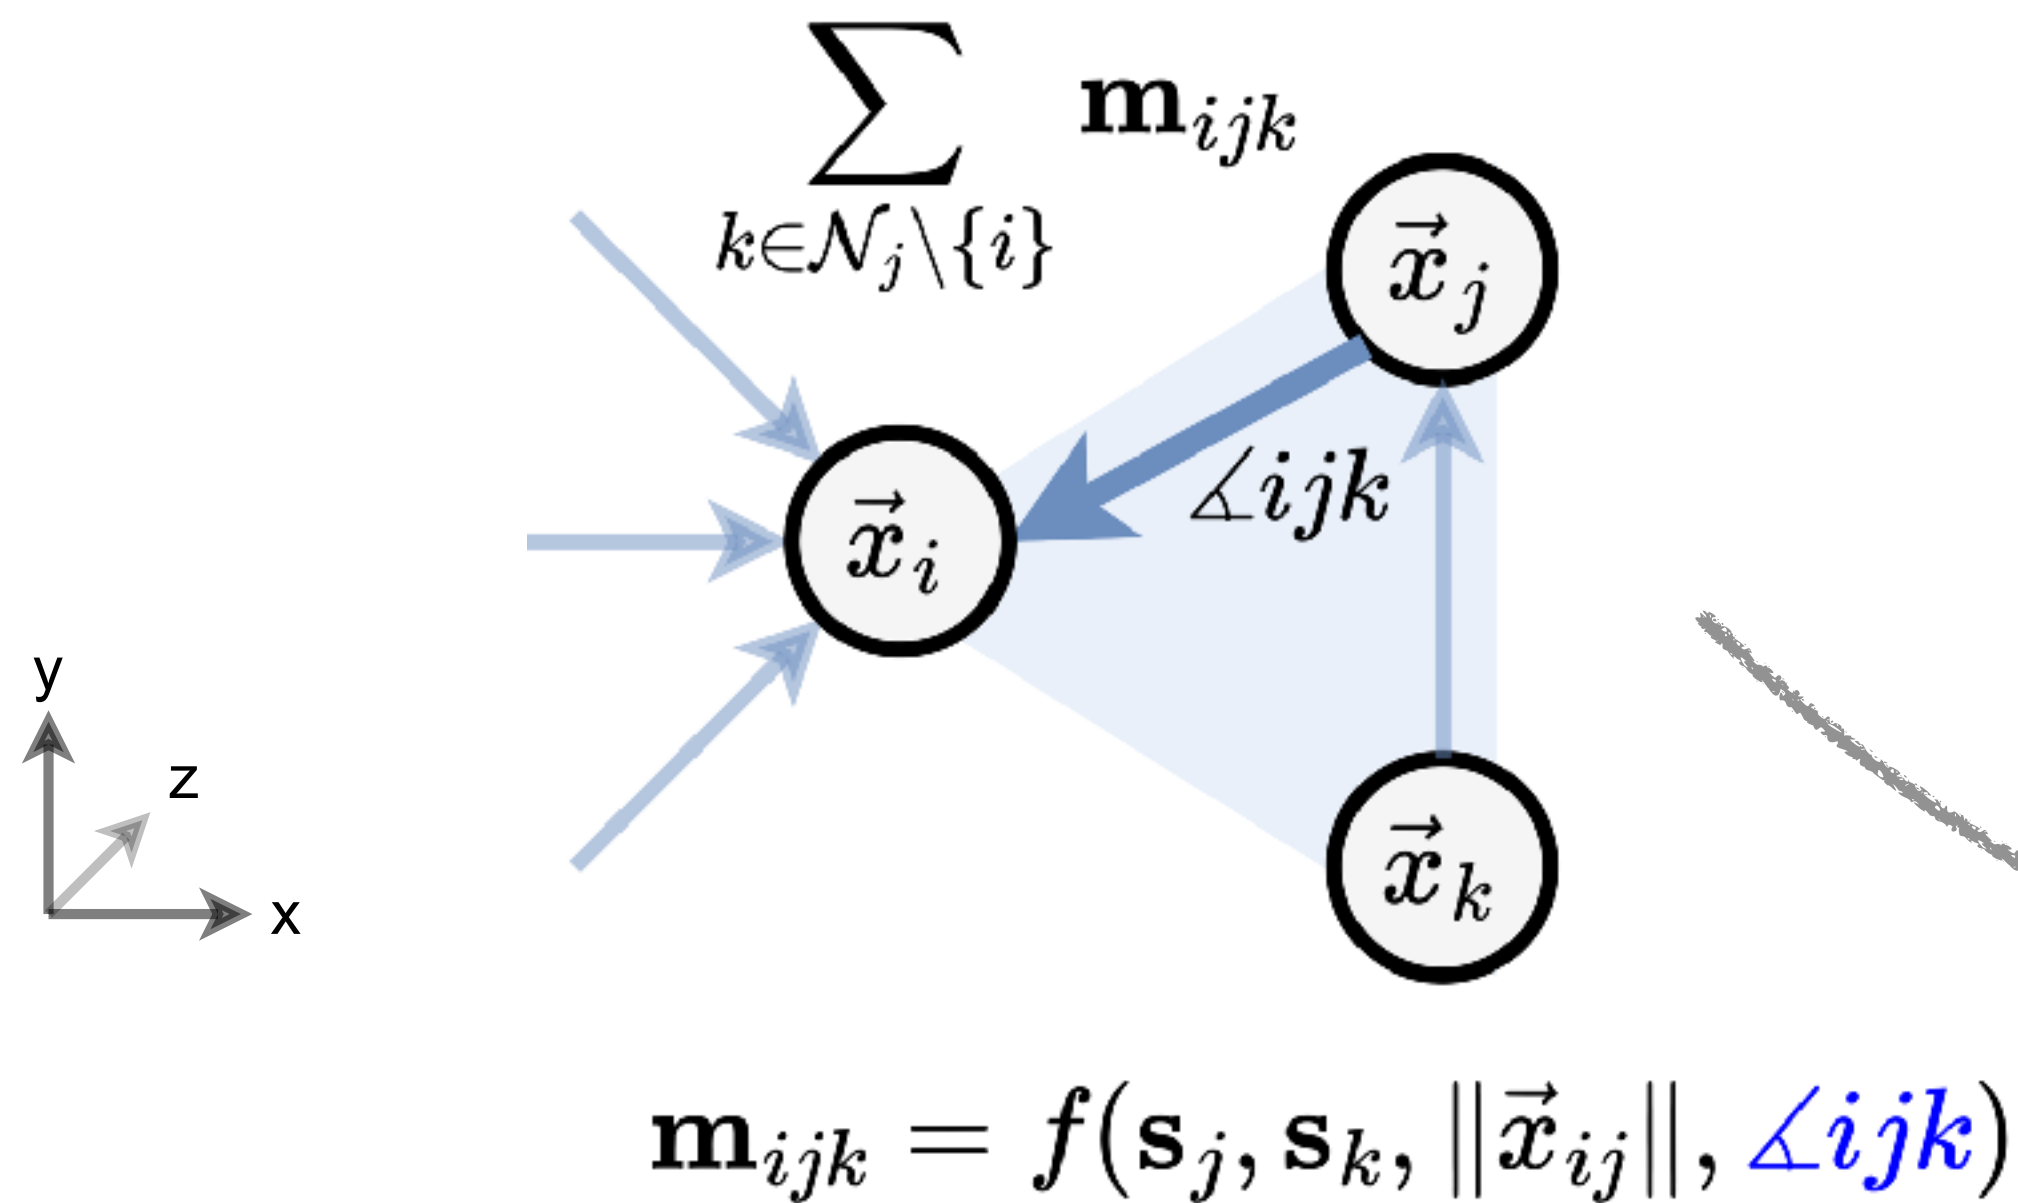 ∑ m_{ijk}
k∈𝒩_j\{i}
x⃗_j
∡ijk
x⃗_i
y
z
x
x⃗_k
m_{ijk} = f(s_j, s_k, ‖x⃗_{ij}‖, ∡ijk)